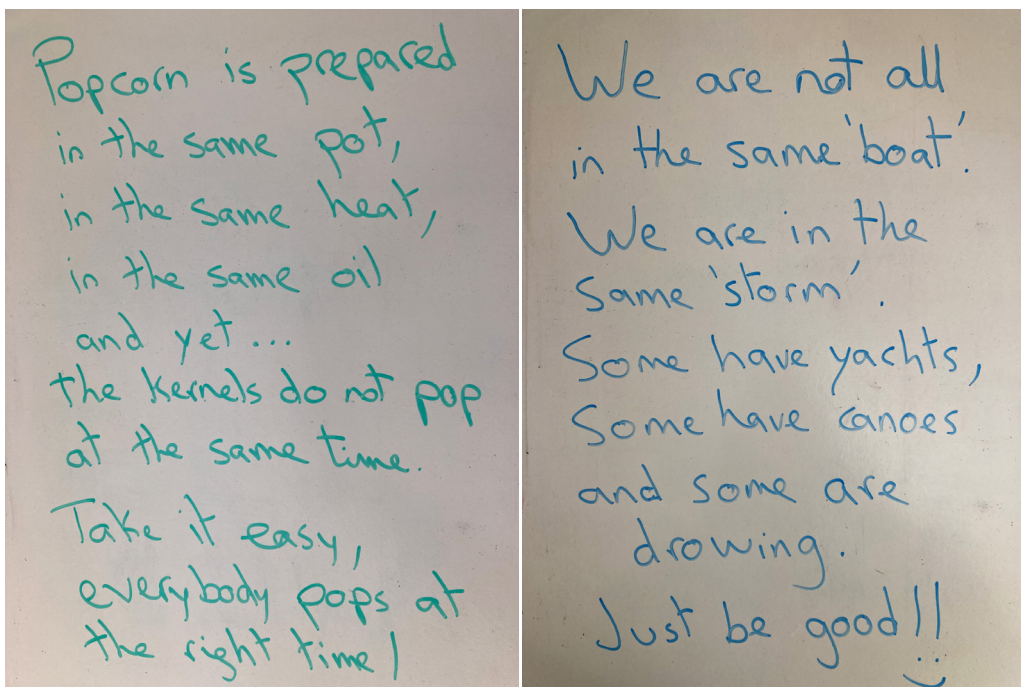 Popcorn is prepared
in the same pot,
in the same heat,
in the same oil
and yet...
the kernels do not pop
at the same time.
Take it easy,
everybody pops at
the right time!
We are not all
in the same 'boat'.
We are in the
same 'storm'.
Some have yachts,
Some have canoes
and some are
drowing.
Just be good!!